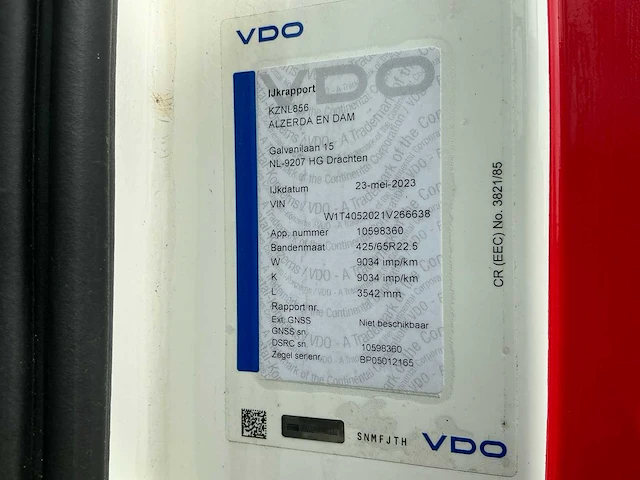 VDO
VDO
IJkrapport
KZNL856
ALZERDA EN DAM
Galvanilaan 15
NL-9207 HG Drachten
IJkdatum 23-mei-2023
VIN
W1T4052021V266638
App. nummer 10598360
Bandenmaat 425/65R22.5
W 9034 imp/km
K 9034 imp/km
L 3542 mm
Rapport nr.
Ext. GNSS Niet beschikbaar
GNSS sn.
DSRC sn. 10598360
Zegel serienr. BP05012165
CR (EEC) No. 3821/85
SNMFJTH
VDO